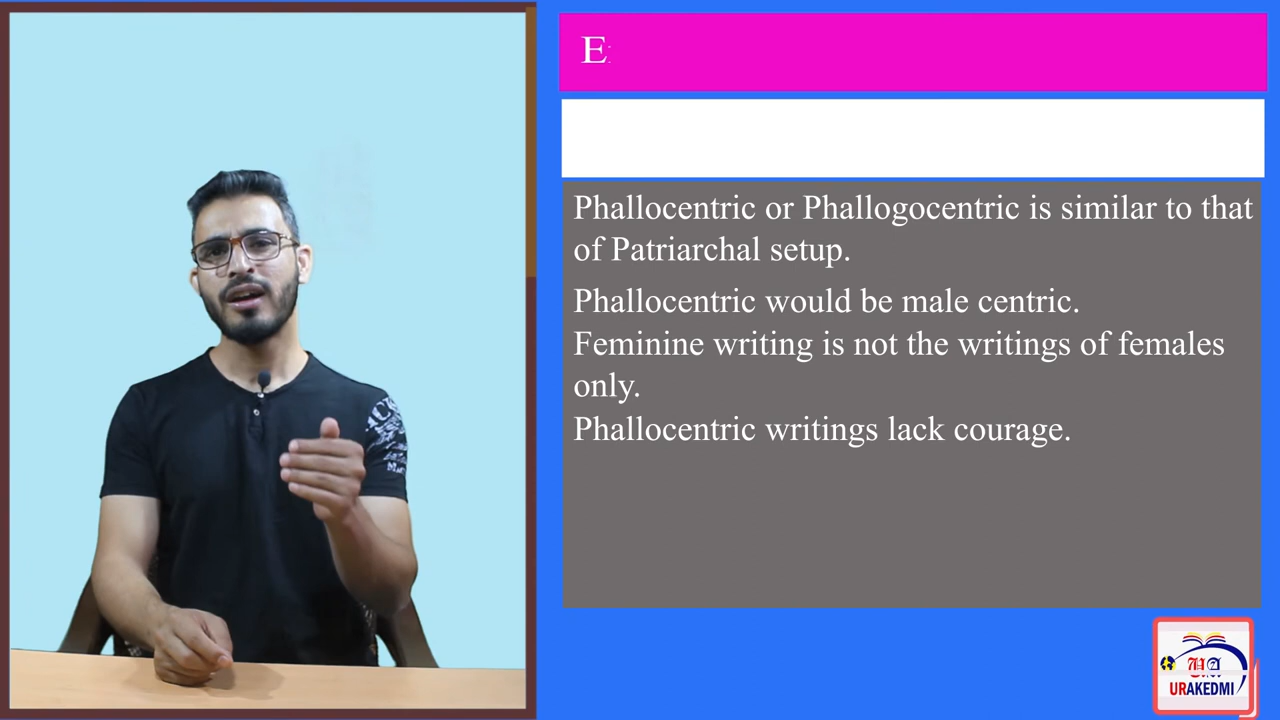 E
Phallocentric or Phallogocentric is similar to that
of Patriarchal setup.
Phallocentric would be male centric.
Feminine writing is not the writings of females
only.
Phallocentric writings lack courage.
UA
URAKEDMI